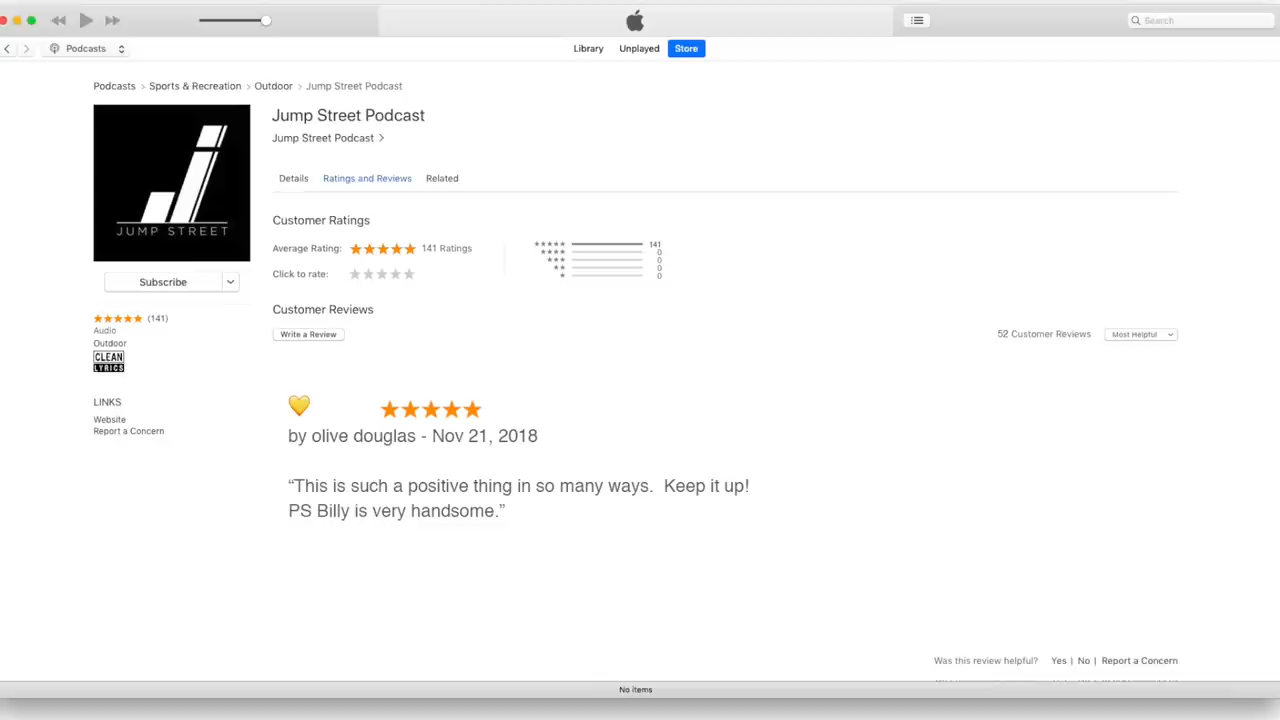 Search
Podcasts
Library
Unplayed
Store
Podcasts > Sports & Recreation > Outdoor > Jump Street Podcast
JUMP STREET
Subscribe
(141)
Audio
Outdoor
CLEAN
LYRICS
LINKS
Website
Report a Concern
Jump Street Podcast
Jump Street Podcast >
Details
Ratings and Reviews
Related
Customer Ratings
Average Rating: ★★★★★ 141 Ratings
★★★★★ 141
★★★★ 0
★★★ 0
★★ 0
★ 0
Click to rate: ★★★★★
Customer Reviews
Write a Review
52 Customer Reviews
Most Helpful
💛 ★★★★★
by olive douglas - Nov 21, 2018
“This is such a positive thing in so many ways. Keep it up!
PS Billy is very handsome.”
Was this review helpful? Yes | No | Report a Concern
No items